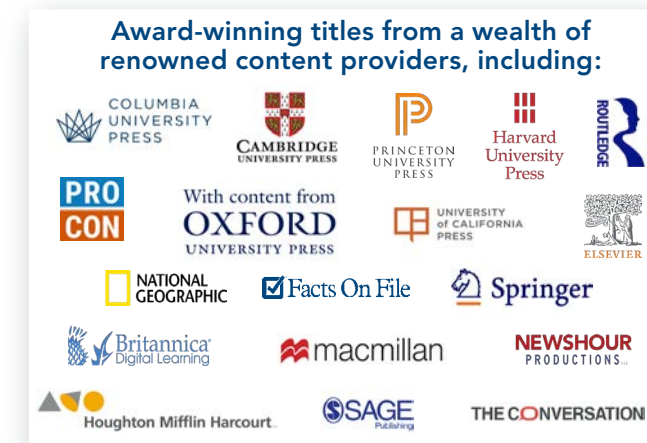 Award-winning titles from a wealth of
renowned content providers, including:
COLUMBIA
UNIVERSITY
PRESS
CAMBRIDGE
UNIVERSITY PRESS
PRINCETON
UNIVERSITY
PRESS
Harvard
University
Press
ROUTLEDGE
PRO
CON
With content from
OXFORD
UNIVERSITY PRESS
UNIVERSITY
of CALIFORNIA
PRESS
ELSEVIER
NATIONAL
GEOGRAPHIC
Facts On File
Springer
Britannica
Digital Learning
macmillan
NEWSHOUR
PRODUCTIONS LLC
Houghton Mifflin Harcourt
SAGE
Publishing
THE CONVERSATION